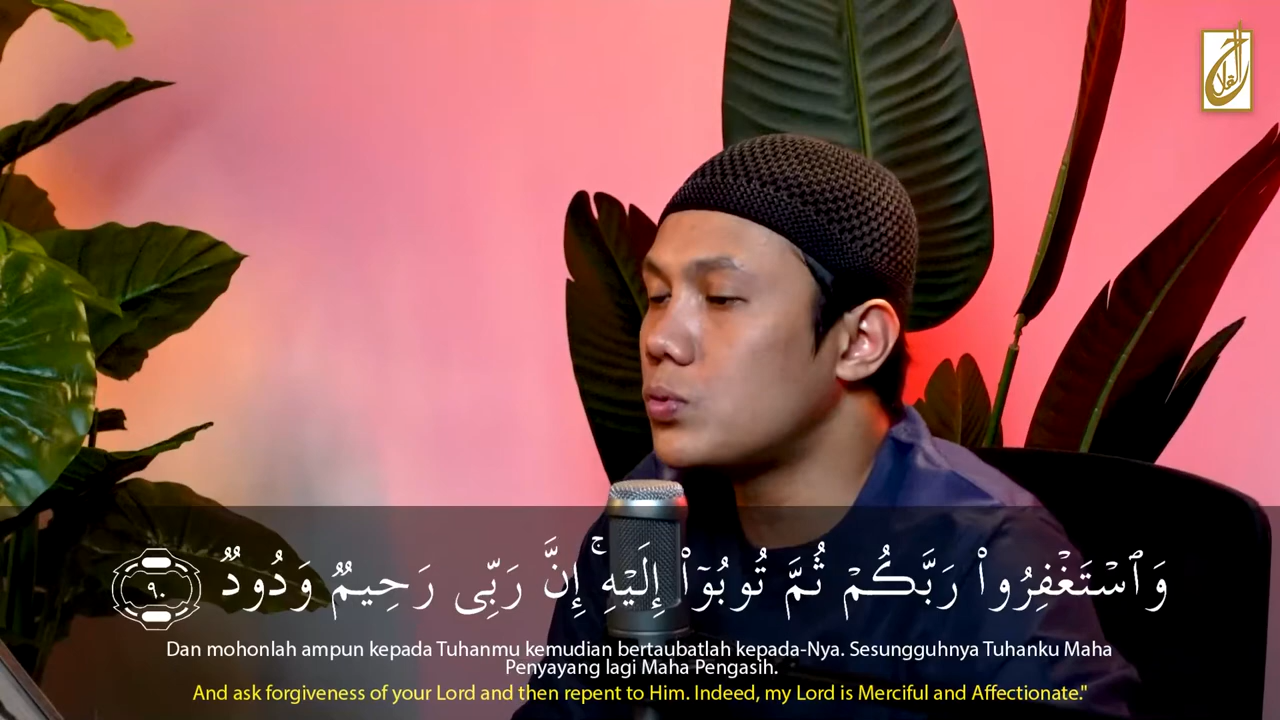 وَٱسْتَغْفِرُوا۟ رَبَّكُمْ ثُمَّ تُوبُوٓا۟ إِلَيْهِ ۚ إِنَّ رَبِّى رَحِيمٌ وَدُودٌ ٩٠
Dan mohonlah ampun kepada Tuhanmu kemudian bertaubatlah kepada-Nya. Sesungguhnya Tuhanku Maha
Penyayang lagi Maha Pengasih.
And ask forgiveness of your Lord and then repent to Him. Indeed, my Lord is Merciful and Affectionate."